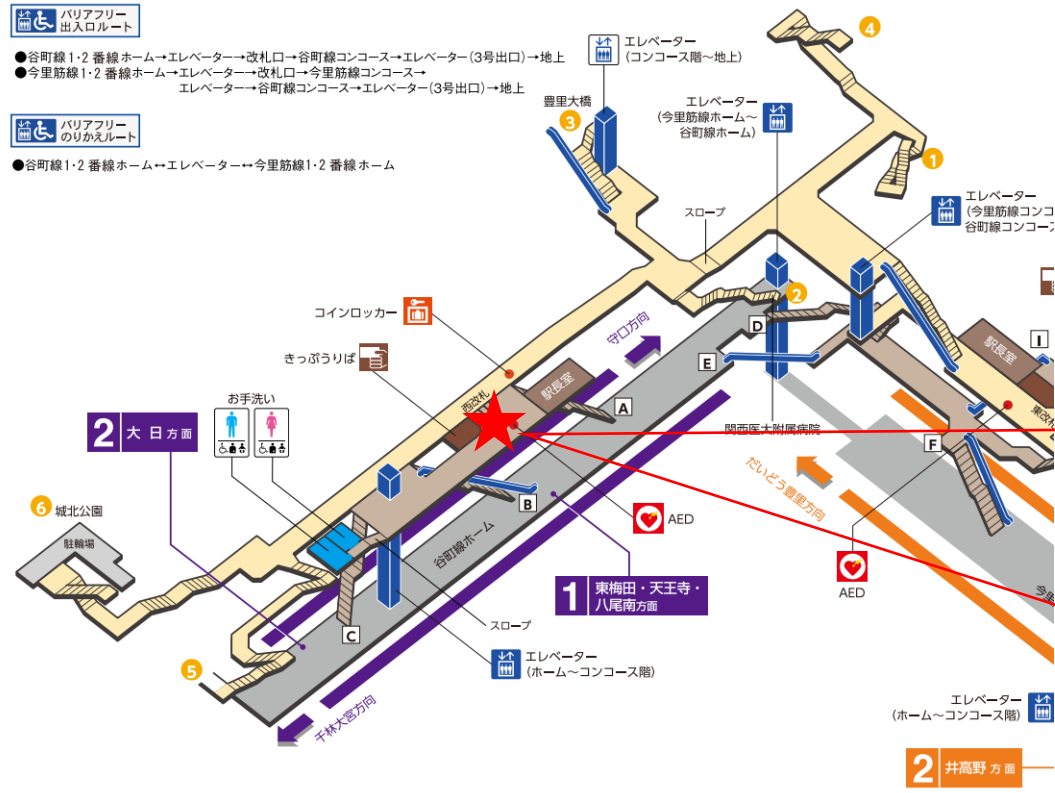 バリアフリー
出入口ルート
●谷町線1・2番線ホーム→エレベーター→改札口→谷町線コンコース→エレベーター(3号出口)→地上
●今里筋線1・2番線ホーム→エレベーター→改札口→今里筋線コンコース→
エレベーター→谷町線コンコース→エレベーター(3号出口)→地上
バリアフリー
のりかえルート
●谷町線1・2番線ホーム↔エレベーター↔今里筋線1・2番線ホーム
4
エレベーター
(コンコース階〜地上)
豊里大橋
3
エレベーター
(今里筋線ホーム〜
谷町線ホーム)
1
エレベーター
(今里筋線コンコ
谷町線コンコース
スロープ
2
コインロッカー
守口方向
D
きっぷうりば
E
駅長室
I
駅長室
西改札
A
お手洗い
東改札
2 大日方面
関西医大附属病院
F
だいどう豊里方向
B
6 城北公園
AED
駐輪場
谷町線ホーム
AED
1 東梅田・天王寺・
八尾南方面
今里
C
スロープ
5
エレベーター
(ホーム〜コンコース階)
千林大宮方向
エレベーター
(ホーム〜コンコース階)
2 井高野方面